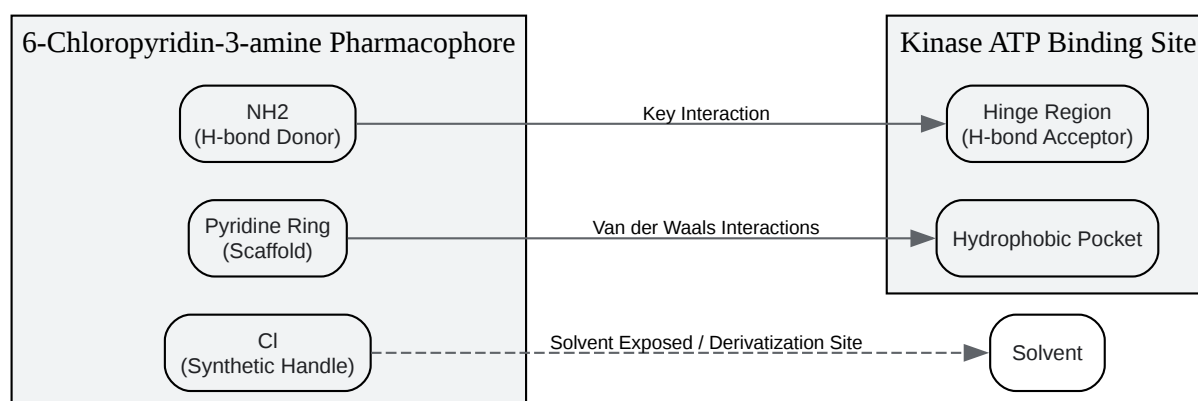 6-Chloropyridin-3-amine Pharmacophore
Kinase ATP Binding Site
NH2
(H-bond Donor)
Key Interaction
Hinge Region
(H-bond Acceptor)
Pyridine Ring
(Scaffold)
Van der Waals Interactions
Hydrophobic Pocket
Cl
(Synthetic Handle)
Solvent Exposed / Derivatization Site
Solvent